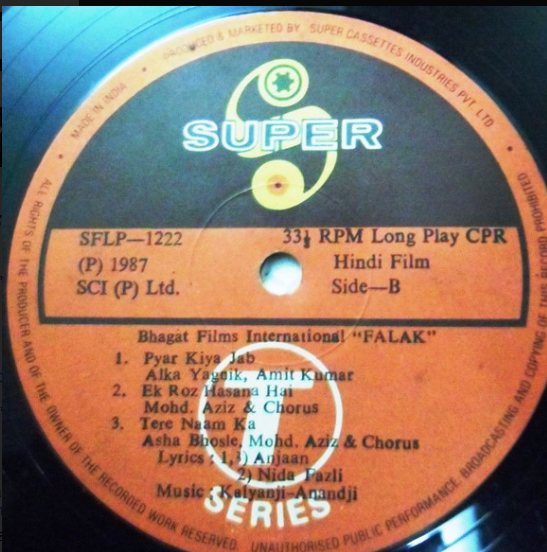 MADE IN INDIA • PRODUCED & MARKETED BY SUPER CASSETTES INDUSTRIES PVT. LTD •
SUPER
SFLP—1222 33⅓ RPM Long Play CPR
(P) 1987 Hindi Film
SCI (P) Ltd. Side—B
Bhagat Films International "FALAK"
1. Pyar Kiya Jab
Alka Yagnik, Amit Kumar
2. Ek Roz Hasana Hai
Mohd. Aziz & Chorus
3. Tere Naam Ka
Asha Bhosle, Mohd. Aziz & Chorus
Lyrics : 1,3) Anjaan
2) Nida Fazli
Music : Kalyanji-Anandji
T
SERIES
ALL RIGHTS OF THE PRODUCER AND OF THE OWNER OF THE RECORDED WORK RESERVED. UNAUTHORISED PUBLIC PERFORMANCE, BROADCASTING AND COPYING OF THIS RECORD PROHIBITED